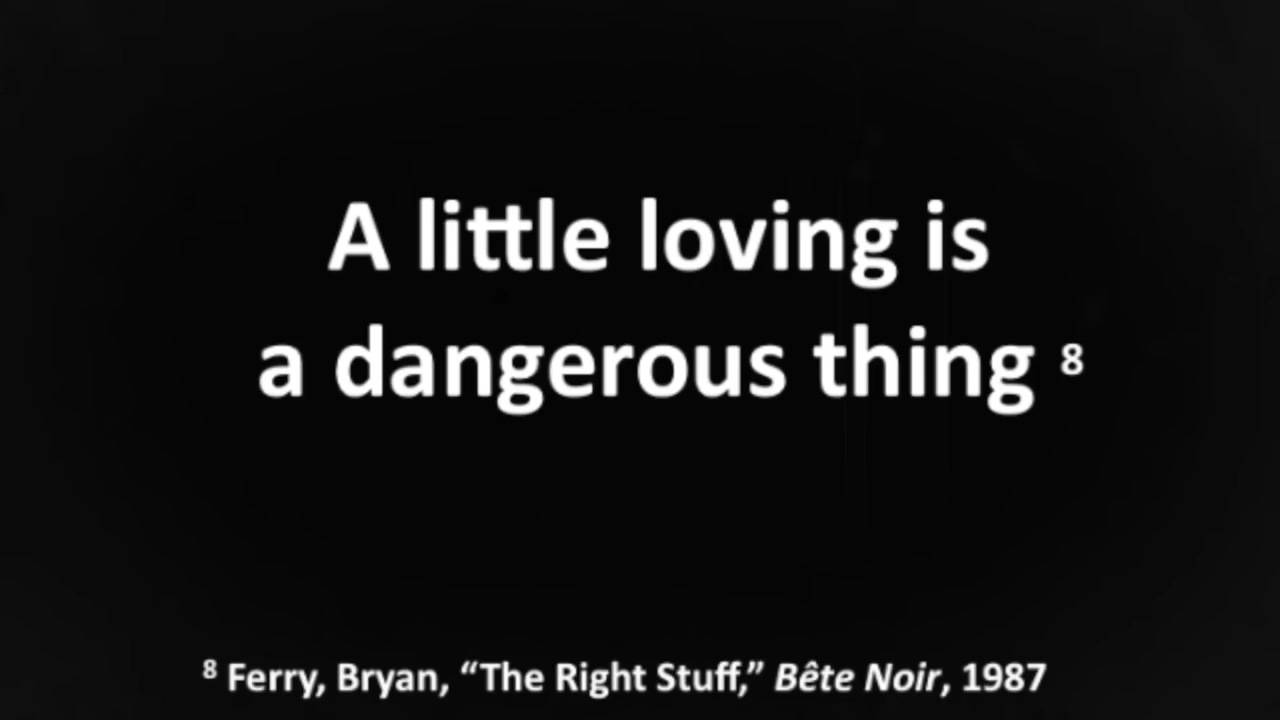 A little loving is
a dangerous thing 8
8 Ferry, Bryan, “The Right Stuff,” Bête Noir, 1987